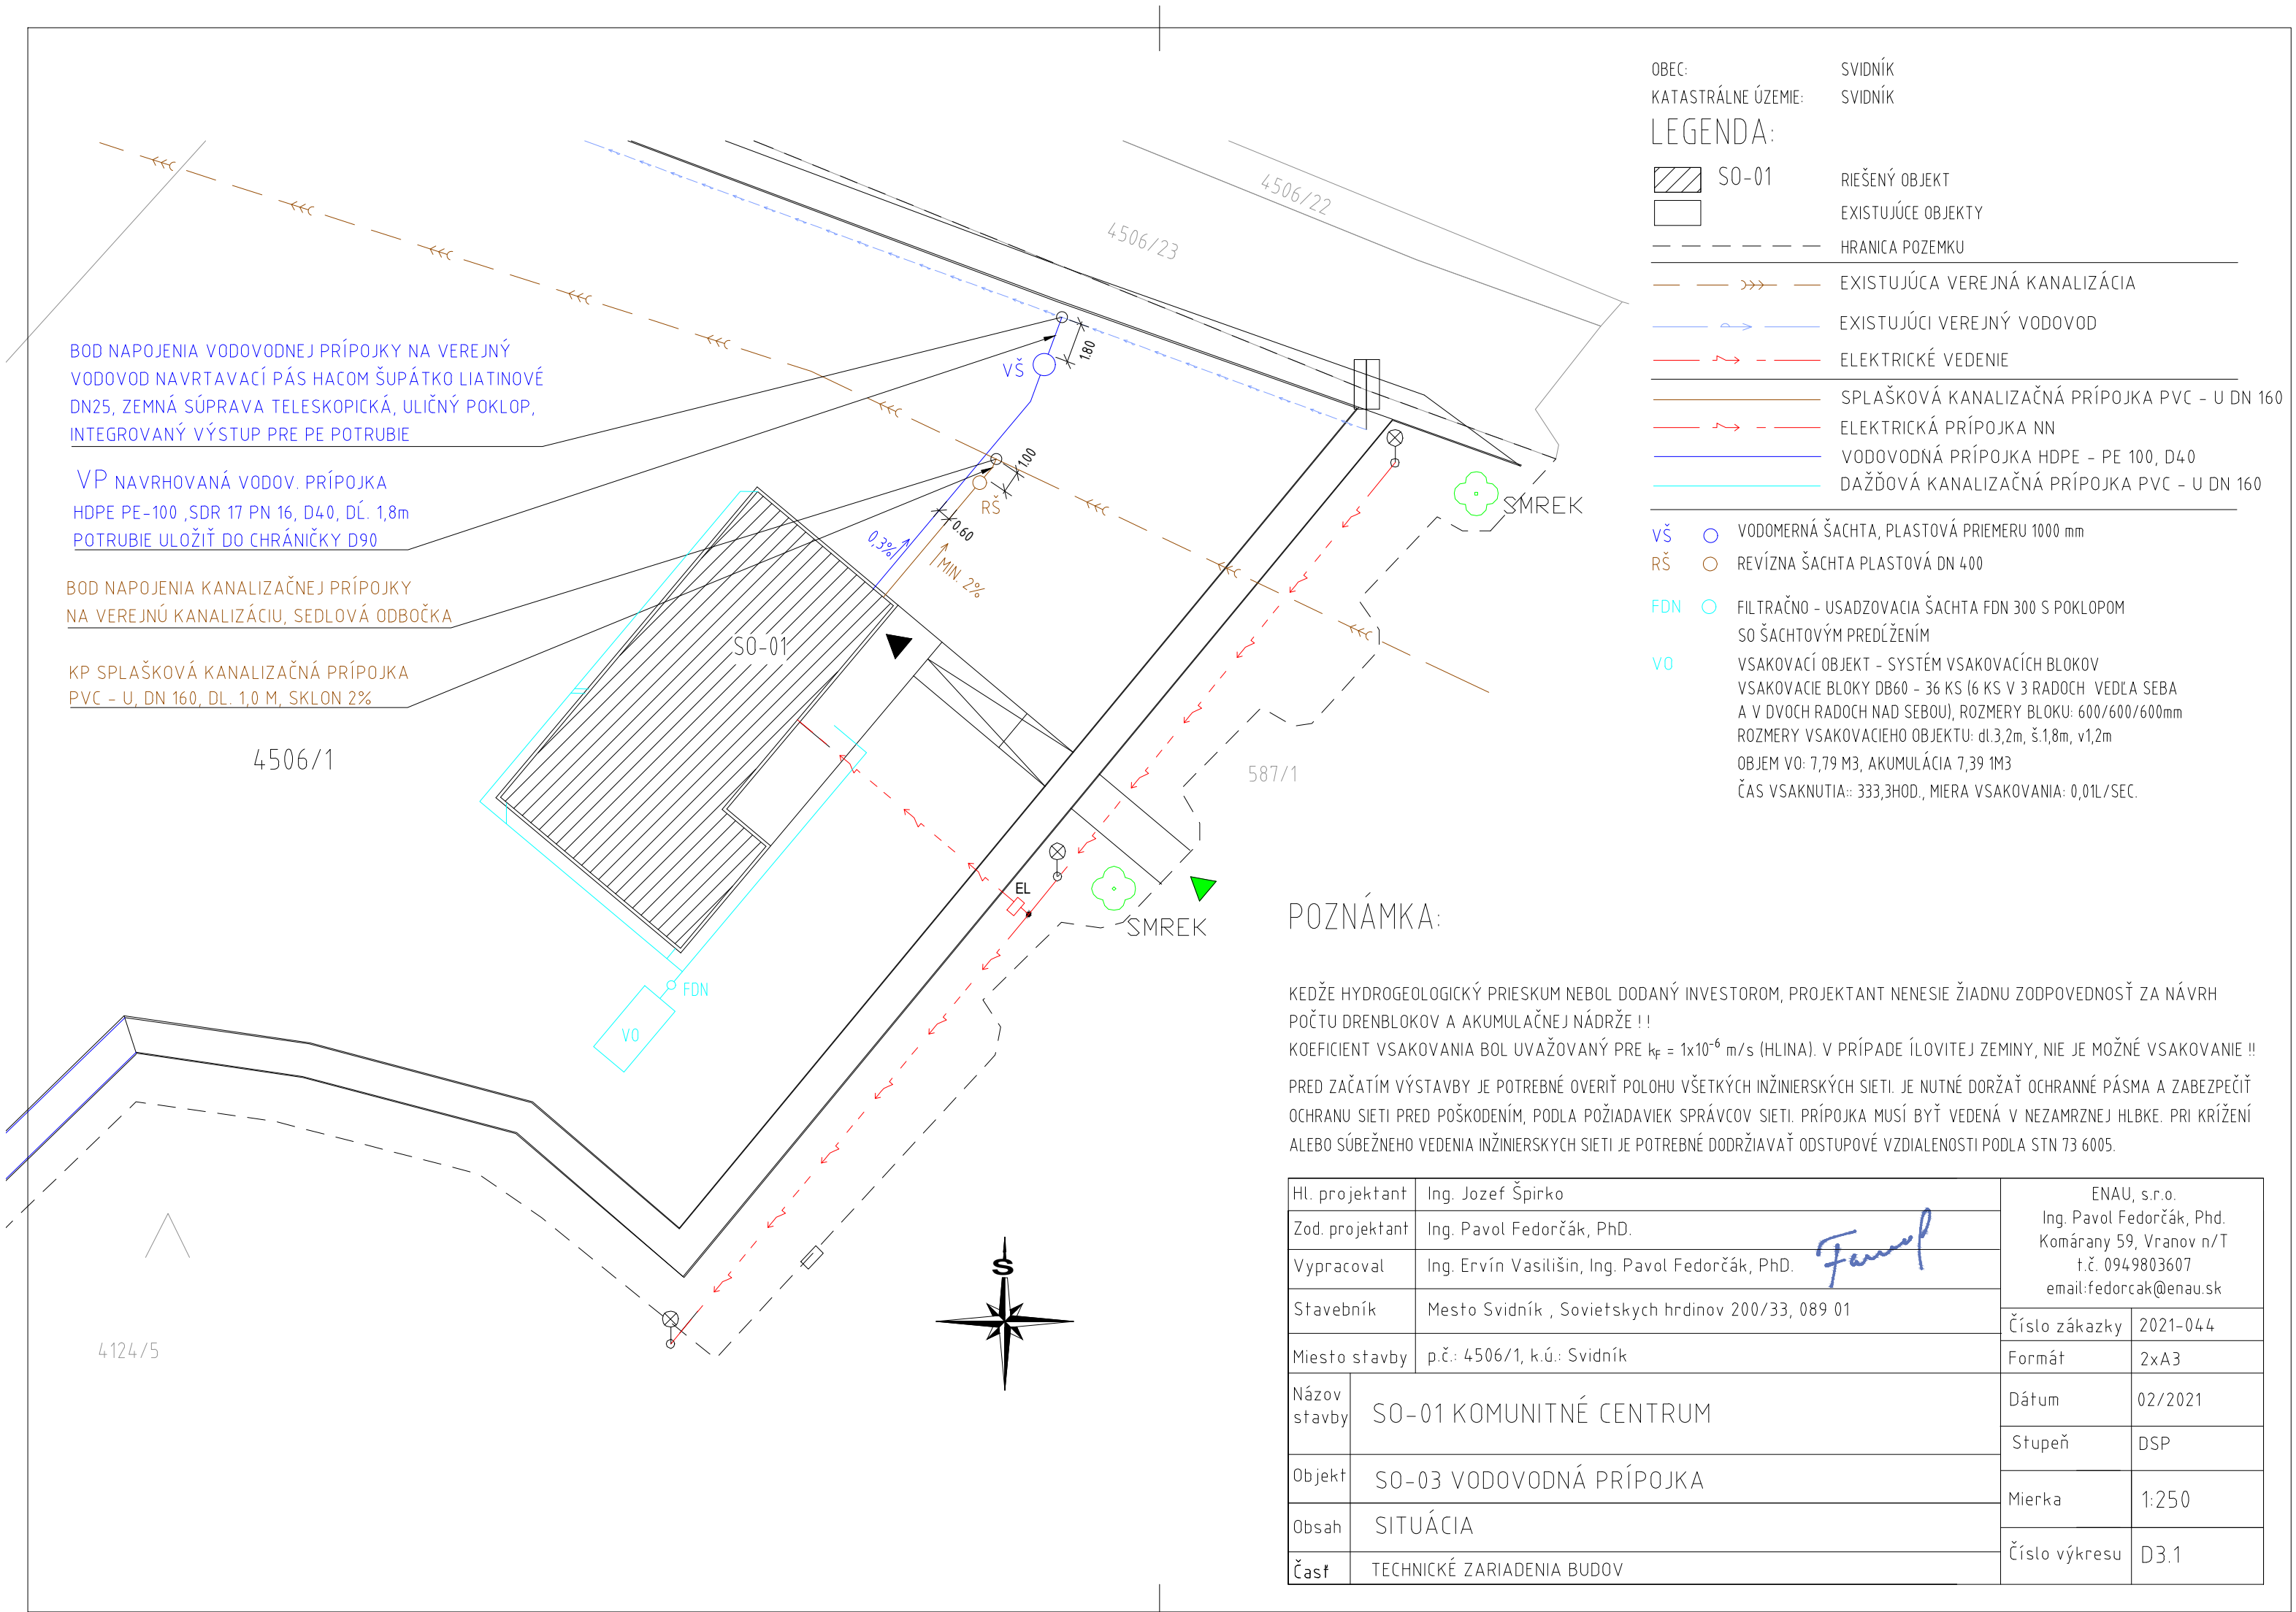 OBEC: SVIDNÍK
KATASTRÁLNE ÚZEMIE: SVIDNÍK
LEGENDA:
SO-01 RIEŠENÝ OBJEKT
EXISTUJÚCE OBJEKTY
HRANICA POZEMKU
EXISTUJÚCA VEREJNÁ KANALIZÁCIA
EXISTUJÚCI VEREJNÝ VODOVOD
ELEKTRICKÉ VEDENIE
SPLAŠKOVÁ KANALIZAČNÁ PRÍPOJKA PVC - U DN 160
ELEKTRICKÁ PRÍPOJKA NN
VODOVODNÁ PRÍPOJKA HDPE - PE 100, D40
DAŽĎOVÁ KANALIZAČNÁ PRÍPOJKA PVC - U DN 160
VŠ VODOMERNÁ ŠACHTA, PLASTOVÁ PRIEMERU 1000 mm
RŠ REVÍZNA ŠACHTA PLASTOVÁ DN 400
FDN FILTRAČNO - USADZOVACIA ŠACHTA FDN 300 S POKLOPOM
SO ŠACHTOVÝM PREDĹŽENÍM
VO VSAKOVACÍ OBJEKT - SYSTÉM VSAKOVACÍCH BLOKOV
VSAKOVACIE BLOKY DB60 - 36 KS (6 KS V 3 RADOCH VEDĽA SEBA
A V DVOCH RADOCH NAD SEBOU), ROZMERY BLOKU: 600/600/600mm
ROZMERY VSAKOVACIEHO OBJEKTU: dl.3,2m, š.1,8m, v1,2m
OBJEM VO: 7,79 M3, AKUMULÁCIA 7,39 1M3
ČAS VSAKNUTIA:: 333,3HOD., MIERA VSAKOVANIA: 0,01L/SEC.
4506/22
4506/23
BOD NAPOJENIA VODOVODNEJ PRÍPOJKY NA VEREJNÝ
VODOVOD NAVRTAVACÍ PÁS HACOM ŠUPÁTKO LIATINOVÉ
DN25, ZEMNÁ SÚPRAVA TELESKOPICKÁ, ULIČNÝ POKLOP,
INTEGROVANÝ VÝSTUP PRE PE POTRUBIE
VP NAVRHOVANÁ VODOV. PRÍPOJKA
HDPE PE-100 ,SDR 17 PN 16, D40, DĹ. 1,8m
POTRUBIE ULOŽIŤ DO CHRÁNIČKY D90
BOD NAPOJENIA KANALIZAČNEJ PRÍPOJKY
NA VEREJNÚ KANALIZÁCIU, SEDLOVÁ ODBOČKA
KP SPLAŠKOVÁ KANALIZAČNÁ PRÍPOJKA
PVC - U, DN 160, DL. 1,0 M, SKLON 2%
VŠ
1.80
1.00
RŠ
0.60
0,3%
MIN. 2%
SMREK
SO-01
4506/1
587/1
EL
SMREK
FDN
VO
4124/5
S
POZNÁMKA:
KEDŽE HYDROGEOLOGICKÝ PRIESKUM NEBOL DODANÝ INVESTOROM, PROJEKTANT NENESIE ŽIADNU ZODPOVEDNOSŤ ZA NÁVRH
POČTU DRENBLOKOV A AKUMULAČNEJ NÁDRŽE ! !
KOEFICIENT VSAKOVANIA BOL UVAŽOVANÝ PRE kF = 1x10-6 m/s (HLINA). V PRÍPADE ÍLOVITEJ ZEMINY, NIE JE MOŽNÉ VSAKOVANIE !!
PRED ZAČATÍM VÝSTAVBY JE POTREBNÉ OVERIŤ POLOHU VŠETKÝCH INŽINIERSKÝCH SIETI. JE NUTNÉ DORŽAŤ OCHRANNÉ PÁSMA A ZABEZPEČIŤ
OCHRANU SIETI PRED POŠKODENÍM, PODLA POŽIADAVIEK SPRÁVCOV SIETI. PRÍPOJKA MUSÍ BYŤ VEDENÁ V NEZAMRZNEJ HLBKE. PRI KRÍŽENÍ
ALEBO SÚBEŽNEHO VEDENIA INŽINIERSKYCH SIETI JE POTREBNÉ DODRŽIAVAŤ ODSTUPOVÉ VZDIALENOSTI PODLA STN 73 6005.
Hl. projektant Ing. Jozef Špirko
Zod. projektant Ing. Pavol Fedorčák, PhD.
Vypracoval Ing. Ervín Vasilišin, Ing. Pavol Fedorčák, PhD.
Stavebník Mesto Svidník , Sovietskych hrdinov 200/33, 089 01
Miesto stavby p.č.: 4506/1, k.ú.: Svidník
Názov
stavby SO-01 KOMUNITNÉ CENTRUM
Objekt SO-03 VODOVODNÁ PRÍPOJKA
Obsah SITUÁCIA
Časť TECHNICKÉ ZARIADENIA BUDOV
ENAU, s.r.o.
Ing. Pavol Fedorčák, Phd.
Komárany 59, Vranov n/T
t.č. 0949803607
email:fedorcak@enau.sk
Číslo zákazky 2021-044
Formát 2xA3
Dátum 02/2021
Stupeň DSP
Mierka 1:250
Číslo výkresu D3.1